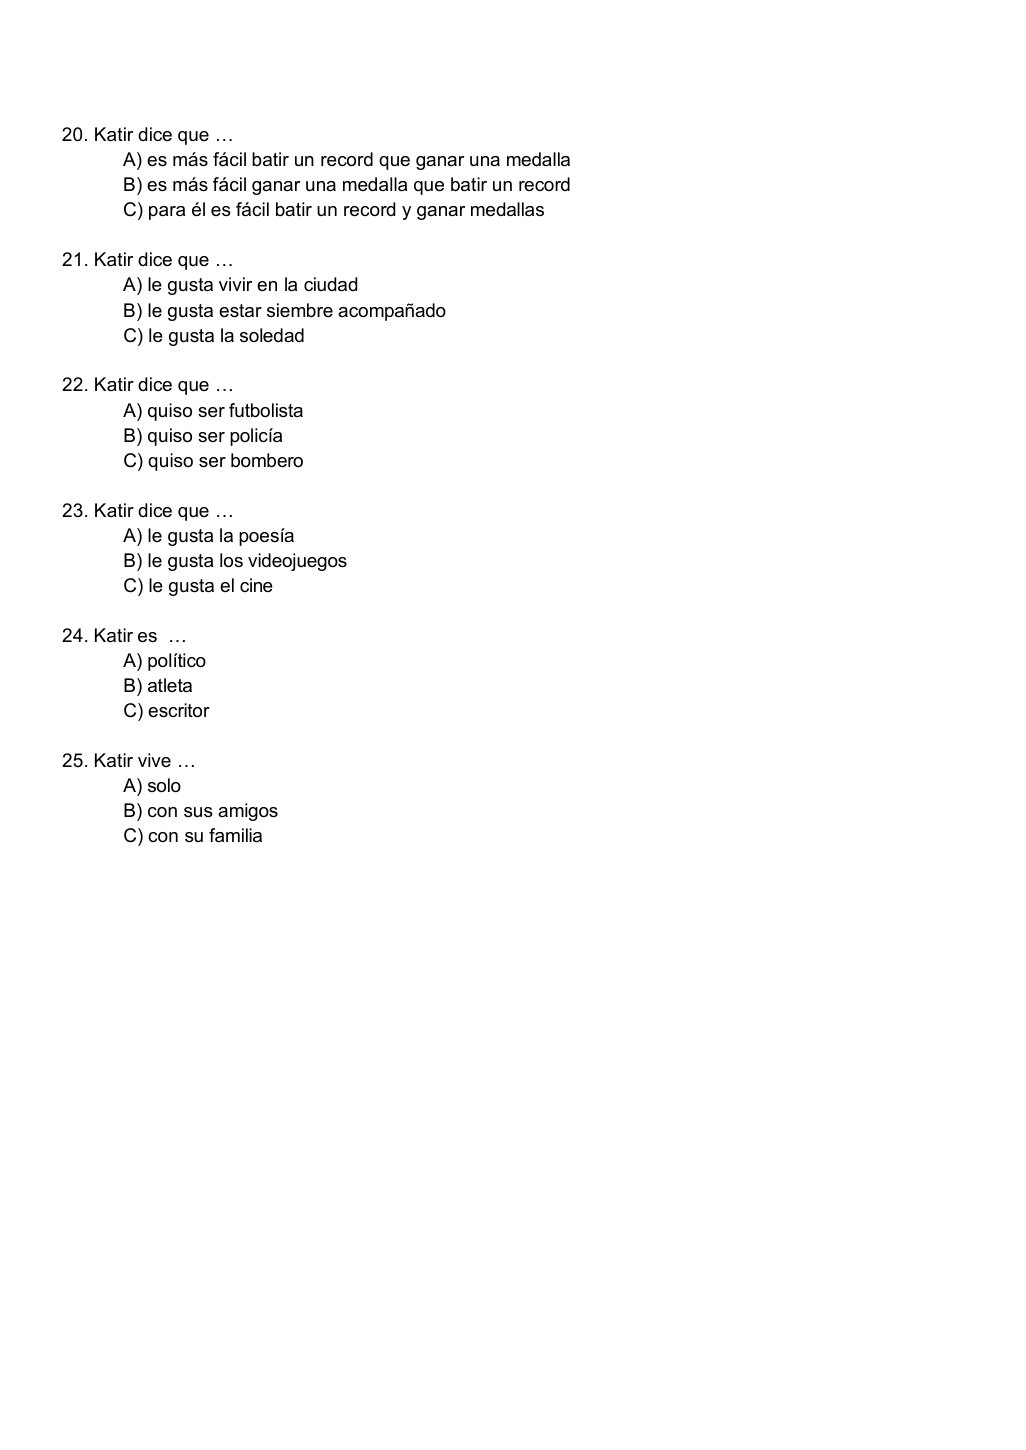 20. Katir dice que …
A) es más fácil batir un record que ganar una medalla
B) es más fácil ganar una medalla que batir un record
C) para él es fácil batir un record y ganar medallas
21. Katir dice que …
A) le gusta vivir en la ciudad
B) le gusta estar siembre acompañado
C) le gusta la soledad
22. Katir dice que …
A) quiso ser futbolista
B) quiso ser policía
C) quiso ser bombero
23. Katir dice que …
A) le gusta la poesía
B) le gusta los videojuegos
C) le gusta el cine
24. Katir es  …
A) político
B) atleta
C) escritor
25. Katir vive …
A) solo
B) con sus amigos
C) con su familia